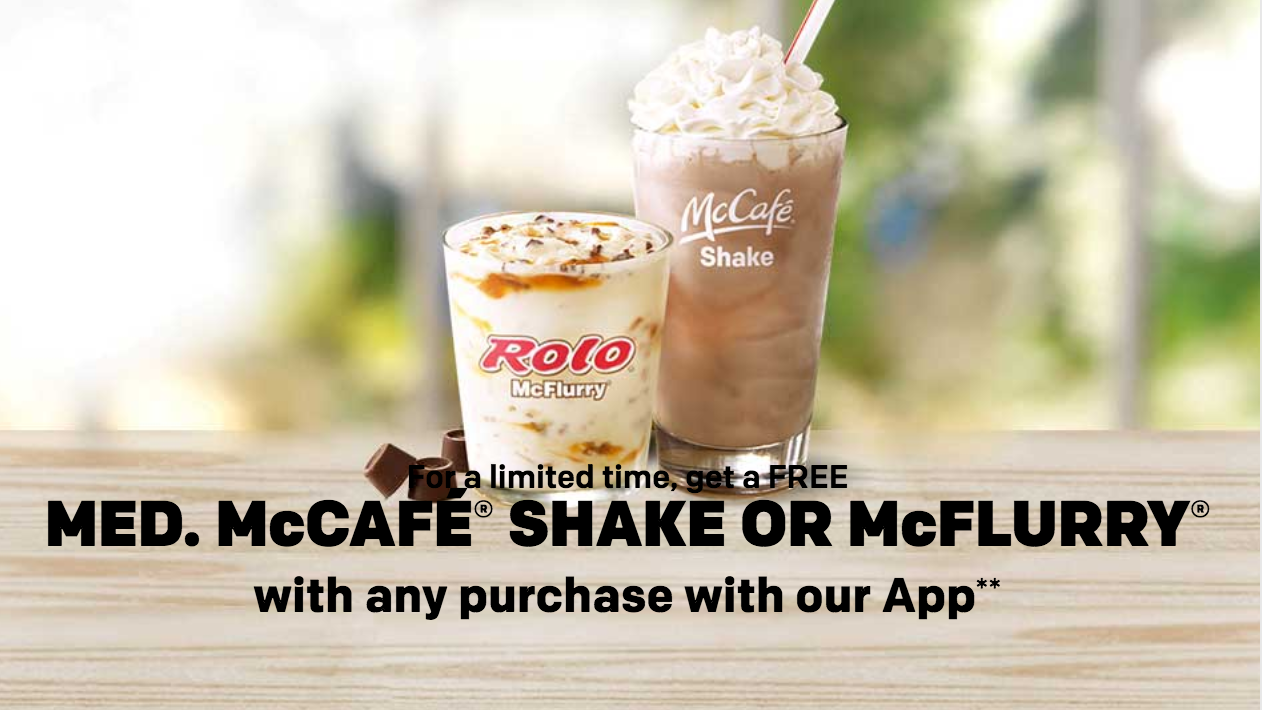 McCafé®
Shake
Rolo®
McFlurry®
For a limited time, get a FREE
MED. McCAFÉ® SHAKE OR McFLURRY®
with any purchase with our App**